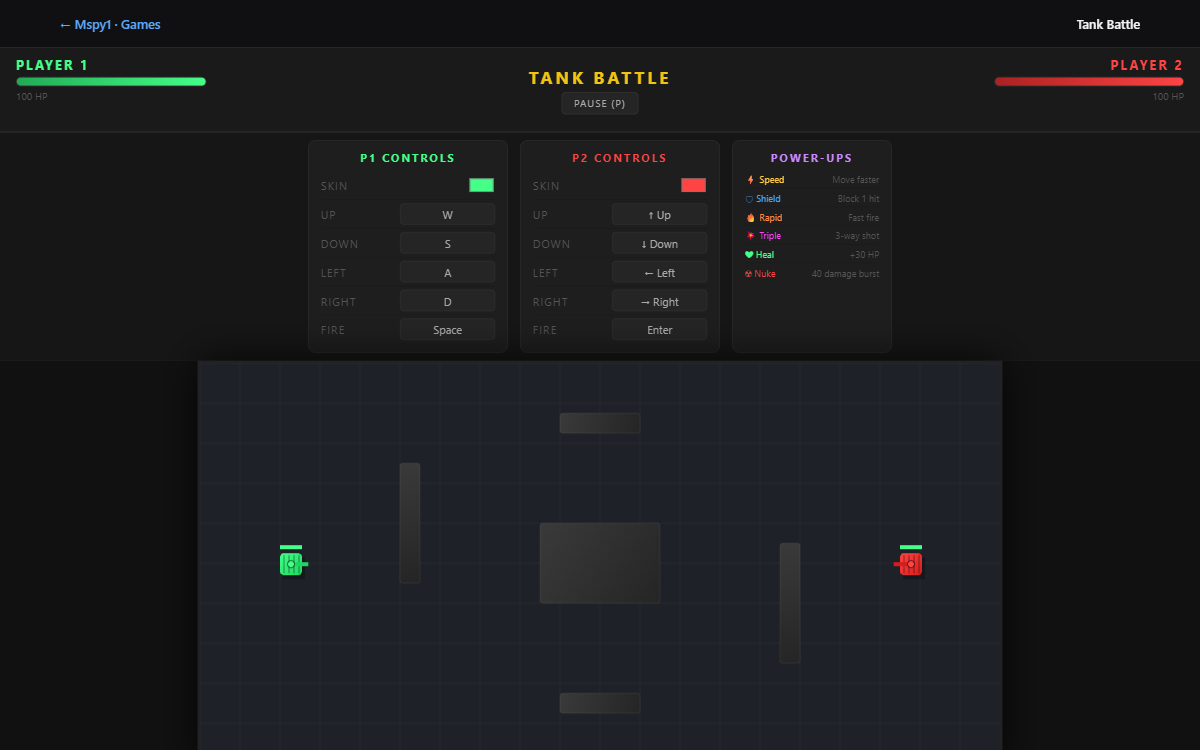 ← Mspy1 · Games
Tank Battle
PLAYER 1
100 HP
TANK BATTLE
PAUSE (P)
PLAYER 2
100 HP
P1 CONTROLS
SKIN
UP W
DOWN S
LEFT A
RIGHT D
FIRE Space
P2 CONTROLS
SKIN
UP ↑ Up
DOWN ↓ Down
LEFT ← Left
RIGHT → Right
FIRE Enter
POWER-UPS
⚡ Speed Move faster
🛡 Shield Block 1 hit
🔥 Rapid Fast fire
💥 Triple 3-way shot
💚 Heal +30 HP
☢ Nuke 40 damage burst